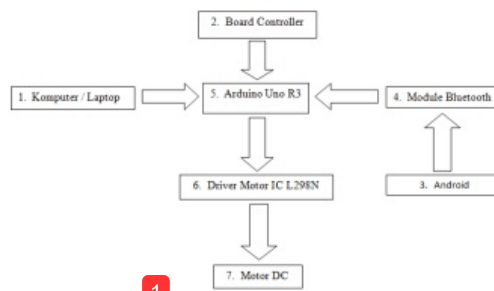 2. Board Controller
1. Komputer / Laptop
5. Arduino Uno R3
4. Module Bluetooth
6. Driver Motor IC L298N
3. Android
7. Motor DC
1